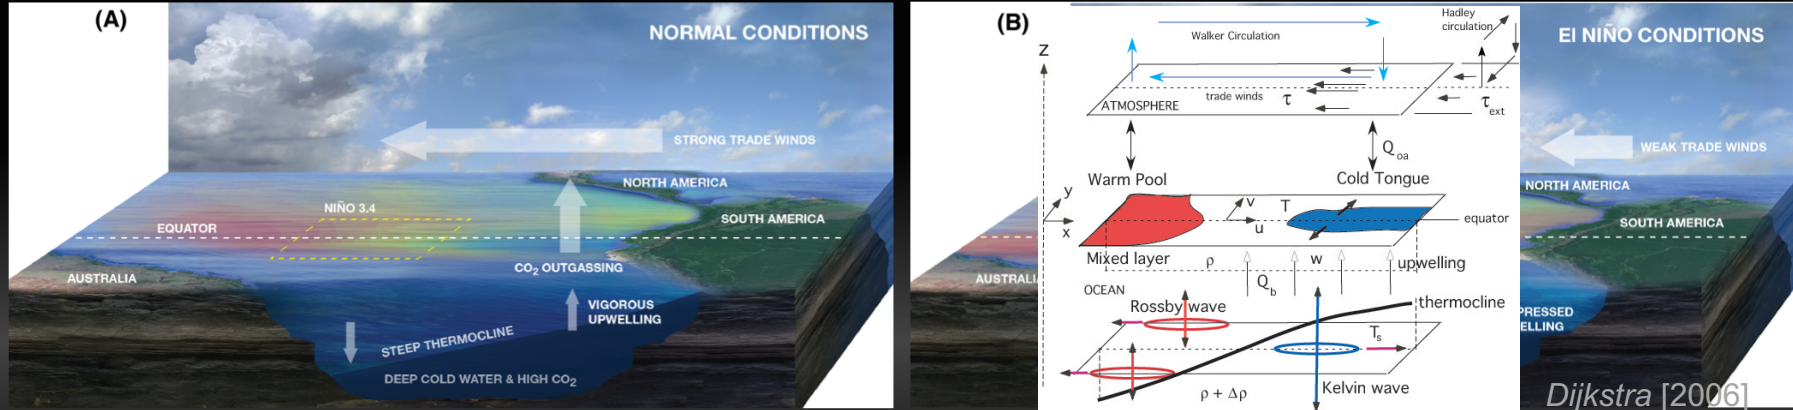 (A)
NORMAL CONDITIONS
STRONG TRADE WINDS
NORTH AMERICA
NIÑO 3.4
SOUTH AMERICA
EQUATOR
AUSTRALIA
CO₂ OUTGASSING
VIGOROUS
UPWELLING
STEEP THERMOCLINE
DEEP COLD WATER & HIGH CO₂
(B)
Hadley
circulation
El NIÑO CONDITIONS
Walker Circulation
z
trade winds
τ
ATMOSPHERE
τext
Qoa
WEAK TRADE WINDS
Warm Pool
Cold Tongue
NORTH AMERICA
y
v
T
x
u
equator
SOUTH AMERICA
Mixed layer
ρ
w
upwelling
AUSTRALI
Qb
OCEAN
Rossby wave
thermocline
PRESSED
ELLING
Ts
Kelvin wave
ρ + Δρ
Dijkstra [2006]